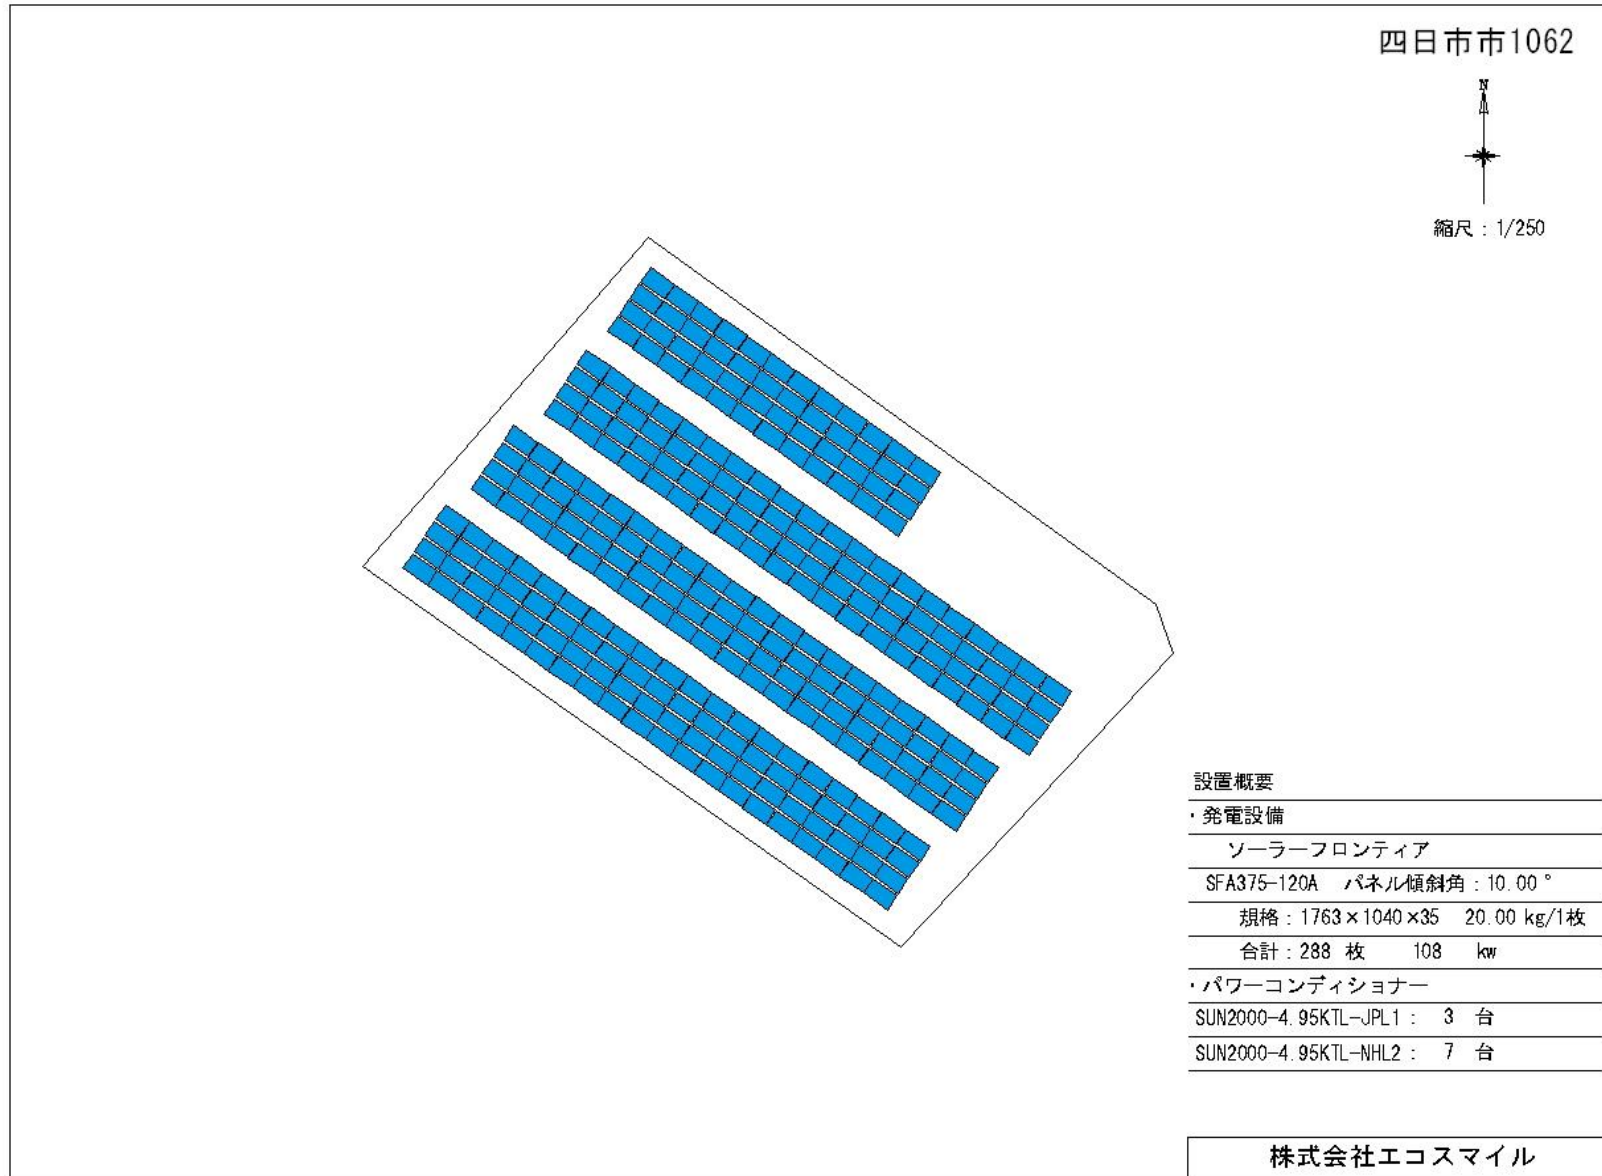 四日市市1062
N
縮尺：1/250
設置概要
・発電設備
ソーラーフロンティア
SFA375-120A パネル傾斜角：10.00°
規格：1763×1040×35 20.00 kg/1枚
合計：288 枚 108 kw
・パワーコンディショナー
SUN2000-4.95KTL-JPL1： 3 台
SUN2000-4.95KTL-NHL2： 7 台
株式会社エコスマイル